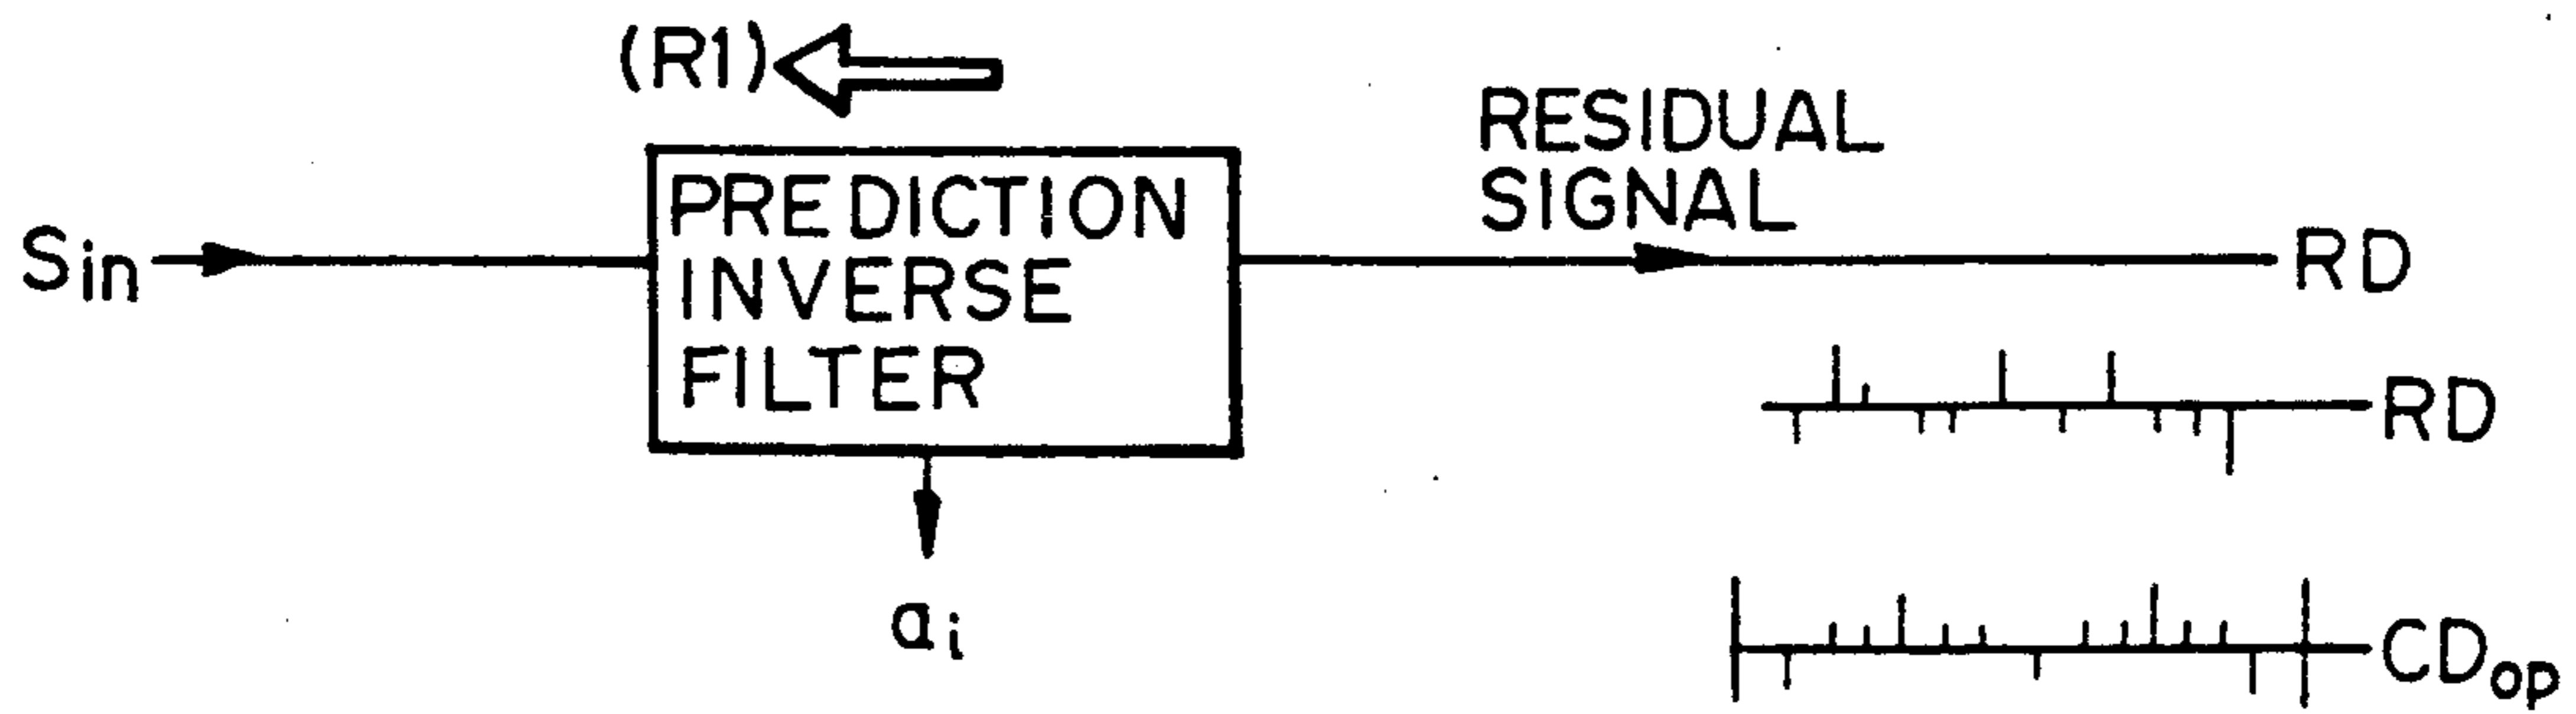 (R1)
RESIDUAL
SIGNAL
Sin
PREDICTION
INVERSE
FILTER
RD
RD
ai
CDop